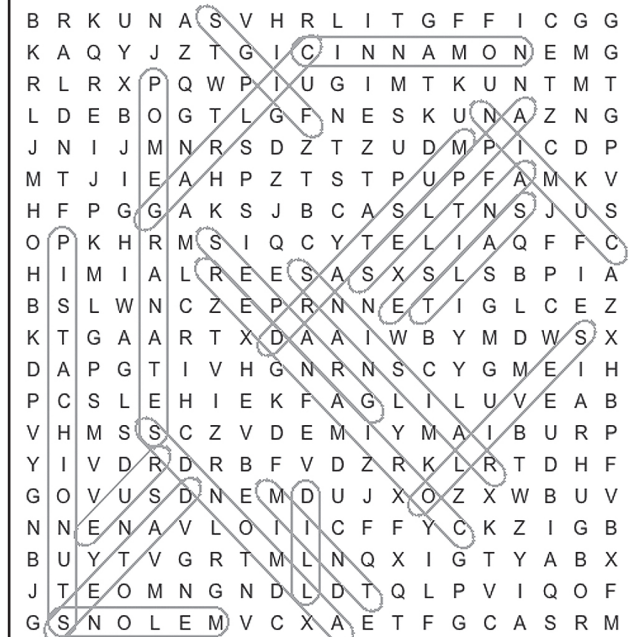 B R K U N A S V H R L I T G F F I C G G
K A Q Y J Z T G I C I N N A M O N E M G
R L R X P Q W P I U G I M T K U N T M T
L D E B O G T L G F N E S K U N A Z N G
J N I J M N R S D Z T Z U D M P I C D P
M T J I E A H P Z T S T P U P F A M K V
H F P G G A K S J B C A S L T N S J U S
O P K H R M S I Q C Y T E L I A Q F F C
H I M I A L R E E S A S X S L S B P I A
B S L W N C Z E P R N N E T I G L C E Z
K T G A A R T X D A A I W B Y M D W S X
D A P G T I V H G N R N S C Y G M E I H
P C S L E H I E K F A G L I L U V E A B
V H M S S C Z V D E M I Y M A I B U R P
Y I V D R D R B F V D Z R K L R T D H F
G O V U S D N E M D U J X O Z X W B U V
N N E N A V L O I I C F F Y C K Z I G B
B U Y T V G R T M L N Q X I G T Y A B X
J T E O M N G N D L D T Q L P V I Q O F
G S N O L E M V C X A E T F G C A S R M